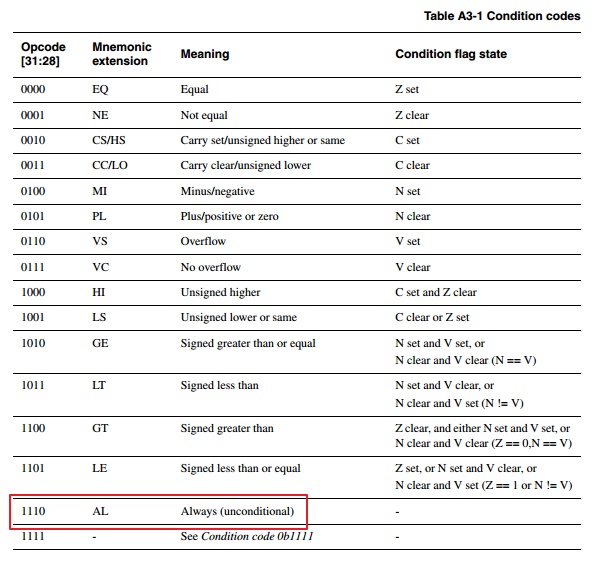 Table A3-1 Condition codes
Opcode [31:28] Mnemonic extension Meaning Condition flag state
0000 EQ Equal Z set
0001 NE Not equal Z clear
0010 CS/HS Carry set/unsigned higher or same C set
0011 CC/LO Carry clear/unsigned lower C clear
0100 MI Minus/negative N set
0101 PL Plus/positive or zero N clear
0110 VS Overflow V set
0111 VC No overflow V clear
1000 HI Unsigned higher C set and Z clear
1001 LS Unsigned lower or same C clear or Z set
1010 GE Signed greater than or equal N set and V set, or
N clear and V clear (N == V)
1011 LT Signed less than N set and V clear, or
N clear and V set (N != V)
1100 GT Signed greater than Z clear, and either N set and V set, or
N clear and V clear (Z == 0,N == V)
1101 LE Signed less than or equal Z set, or N set and V clear, or
N clear and V set (Z == 1 or N != V)
1110 AL Always (unconditional) -
1111 - See Condition code 0b1111 -